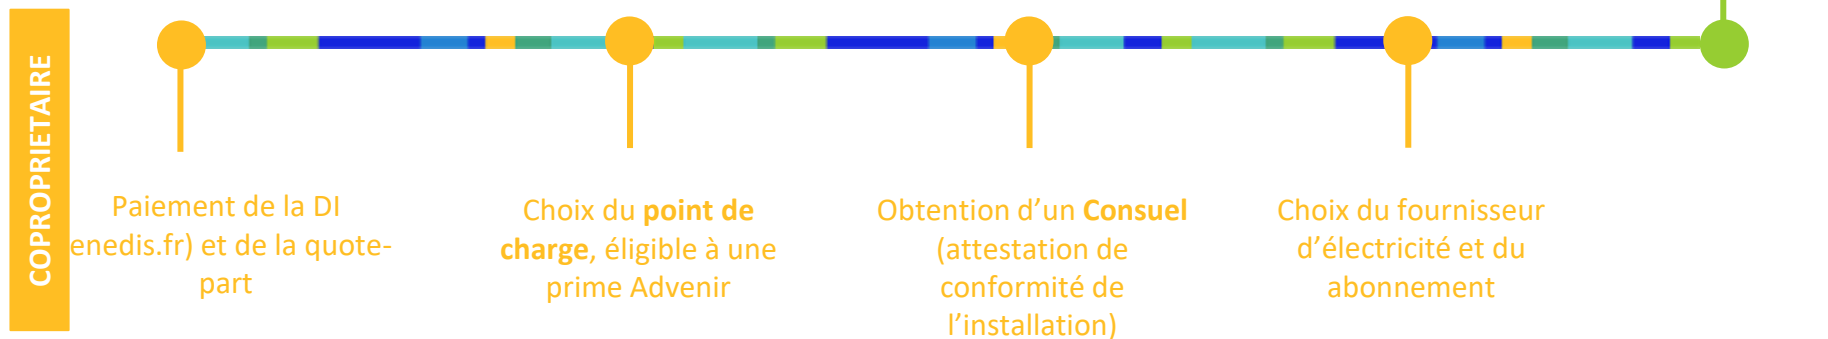 COPROPRIETAIRE
Paiement de la DI
enedis.fr) et de la quote-
part
Choix du point de
charge, éligible à une
prime Advenir
Obtention d’un Consuel
(attestation de
conformité de
l’installation)
Choix du fournisseur
d’électricité et du
abonnement